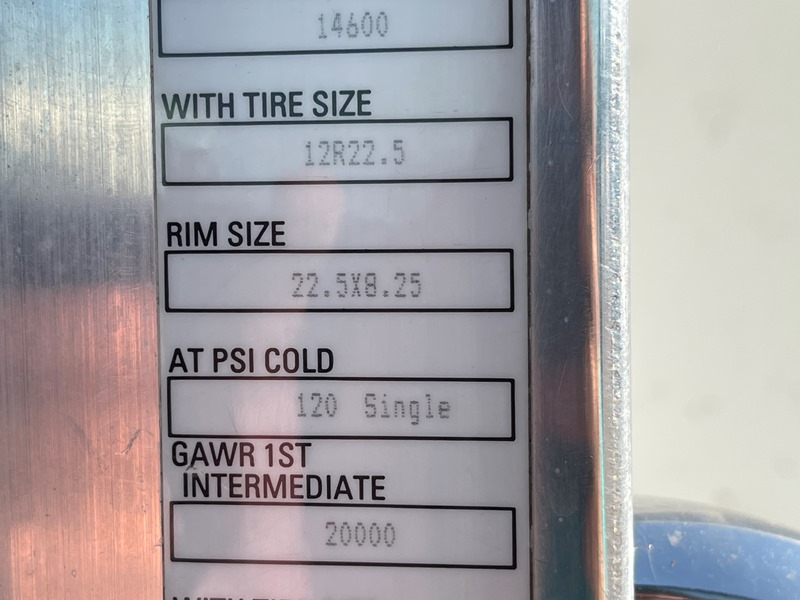 14600
WITH TIRE SIZE
12R22.5
RIM SIZE
22.5X8.25
AT PSI COLD
120 Single
GAWR 1ST
INTERMEDIATE
20000